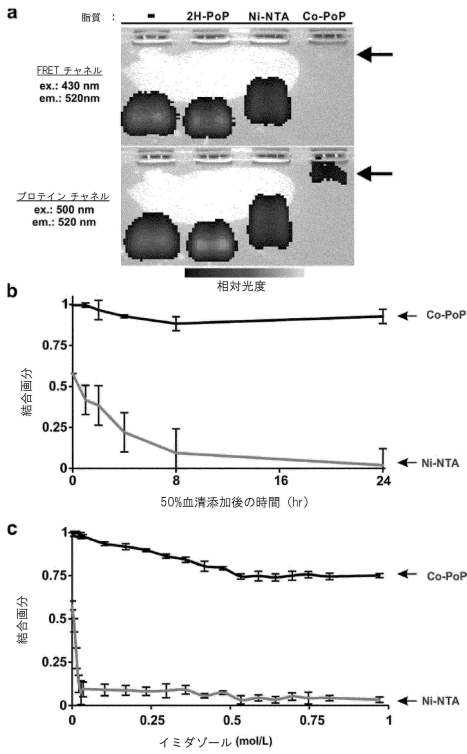 a
脂質 - 2H-PoP Ni-NTA Co-PoP
FRET チャネル
ex.: 430 nm
em.: 520nm
プロテイン チャネル
ex.: 500 nm
em.: 520 nm
相対光度
b
1
0.75
0.5
0.25
0
結合画分
Co-PoP
Ni-NTA
0 8 16 24
50%血清添加後の時間（hr）
c
1
0.75
0.5
0.25
0
結合画分
Co-PoP
Ni-NTA
0 0.25 0.5 0.75 1
イミダゾール (mol/L)